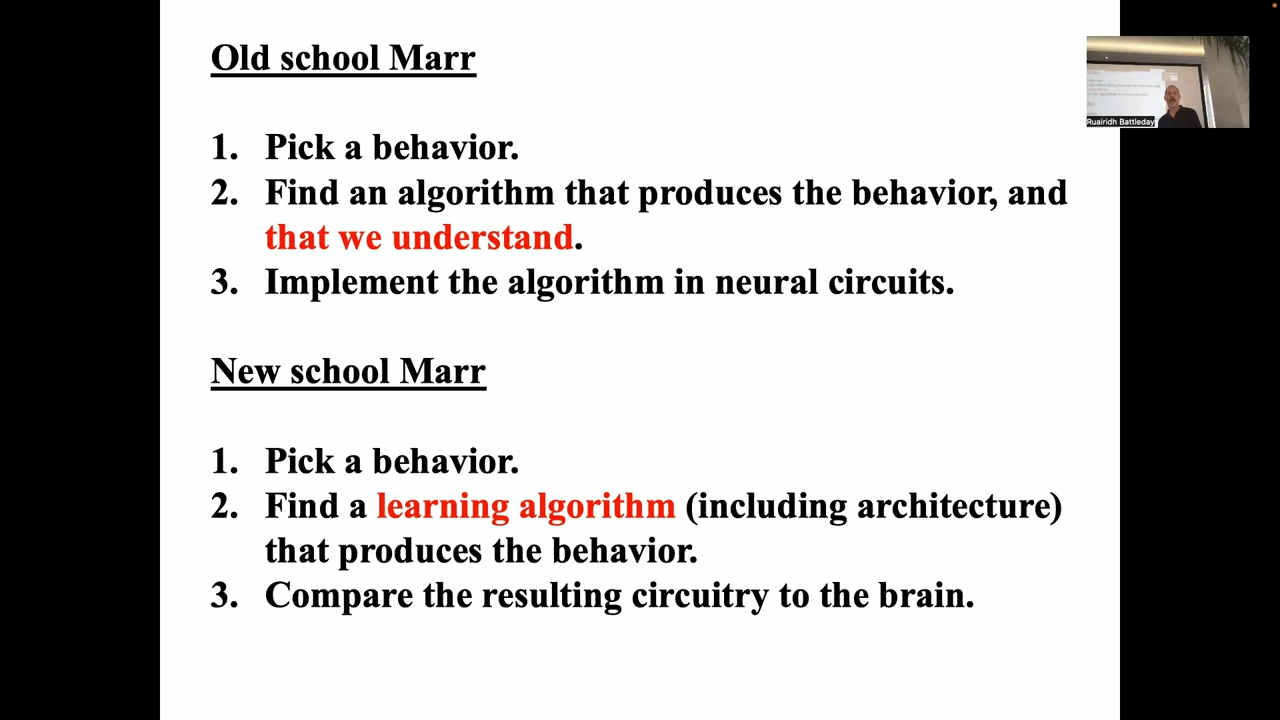 Old school Marr
1. Pick a behavior.
2. Find an algorithm that produces the behavior, and
that we understand.
3. Implement the algorithm in neural circuits.
New school Marr
1. Pick a behavior.
2. Find a learning algorithm (including architecture)
that produces the behavior.
3. Compare the resulting circuitry to the brain.
Ruairidh Battleday